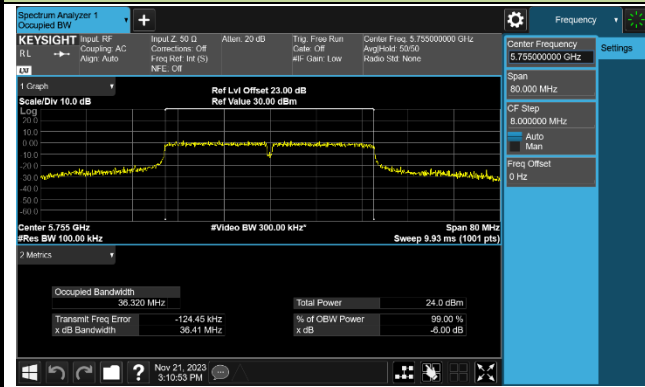 Spectrum Analyzer 1
Occupied BW
Frequency
KEYSIGHT
RL
LXI
Input: RF
Coupling: AC
Align: Auto
Input Z: 50 Ω
Corrections: Off
Freq Ref: Int (S)
NFE: Off
Atten: 20 dB
Trig: Free Run
Gate: Off
#IF Gain: Low
Center Freq: 5.755000000 GHz
Avg|Hold: 50/50
Radio Std: None
Center Frequency
5.755000000 GHz
Settings
Span
80.000 MHz
CF Step
8.000000 MHz
Auto
Man
Freq Offset
0 Hz
1 Graph
Scale/Div 10.0 dB
Ref Lvl Offset 23.00 dB
Ref Value 30.00 dBm
Log
20.0
10.0
0.00
-10.0
-20.0
-30.0
-40.0
-50.0
-60.0
Center 5.755 GHz
#Video BW 300.00 kHz*
Span 80 MHz
#Res BW 100.00 kHz
Sweep 9.93 ms (1001 pts)
2 Metrics
Occupied Bandwidth
36.320 MHz
Total Power 24.0 dBm
Transmit Freq Error -124.45 kHz
% of OBW Power 99.00 %
x dB Bandwidth 36.41 MHz
x dB -6.00 dB
?
Nov 21, 2023
3:10:53 PM